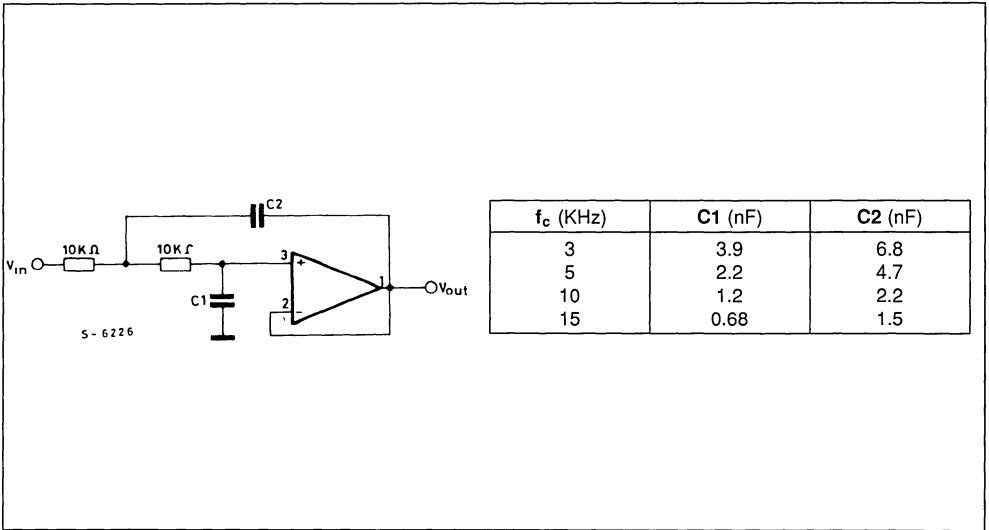 C2
10KΩ
10KΩ
3
+
Vin
1
Vout
C1
2
-
S-6226
fc (KHz) C1 (nF) C2 (nF)
3 3.9 6.8
5 2.2 4.7
10 1.2 2.2
15 0.68 1.5